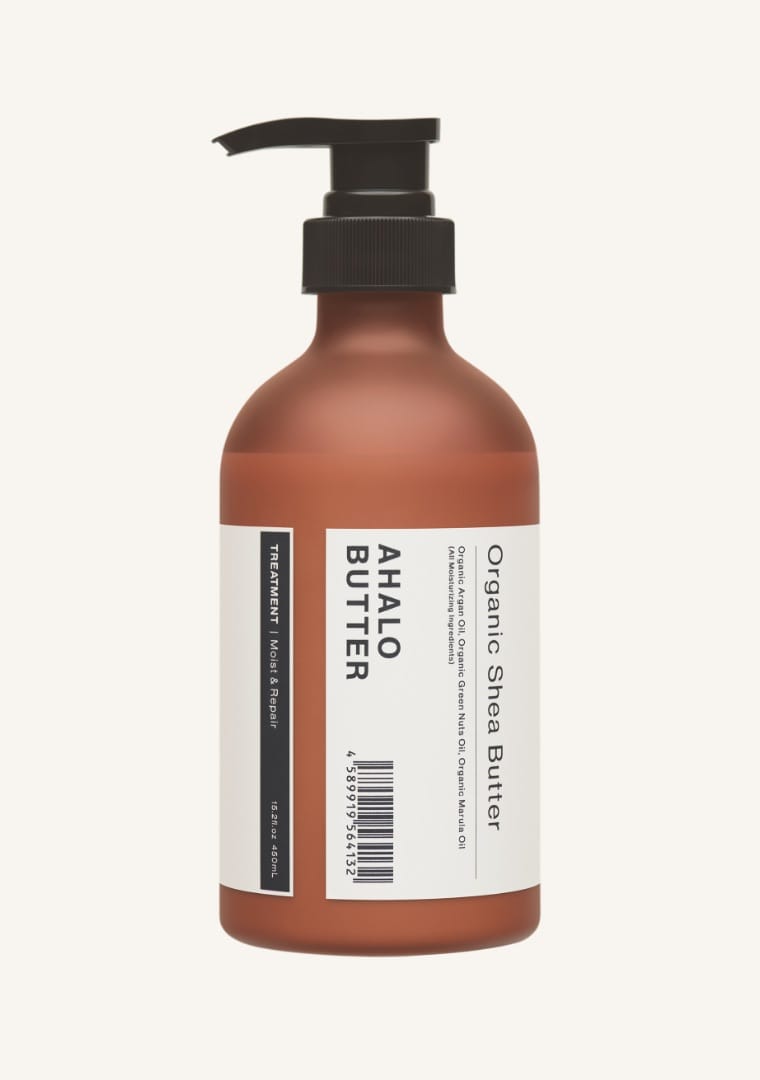 Organic Shea Butter
Organic Argan Oil, Organic Green Nuts Oil, Organic Marula Oil
(All Moisturizing Ingredients)
AHALO
BUTTER
4 589919 564132
TREATMENT | Moist & Repair 15.2fl.oz 450mL